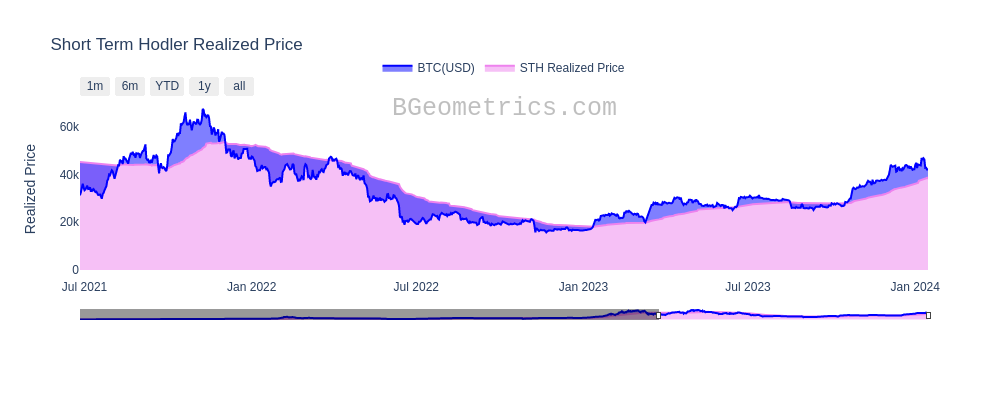 Short Term Hodler Realized Price
BTC(USD) STH Realized Price
1m 6m YTD 1y all
BGeometrics.com
Realized Price
60k
40k
20k
0
Jul 2021 Jan 2022 Jul 2022 Jan 2023 Jul 2023 Jan 2024